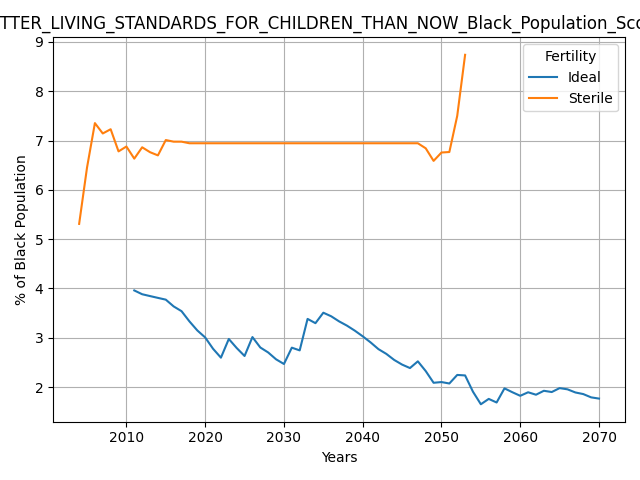 TTER_LIVING_STANDARDS_FOR_CHILDREN_THAN_NOW_Black_Population_Sco
9
8
7
6
5
4
3
2
% of Black Population
Fertility
Ideal
Sterile
2010 2020 2030 2040 2050 2060 2070
Years